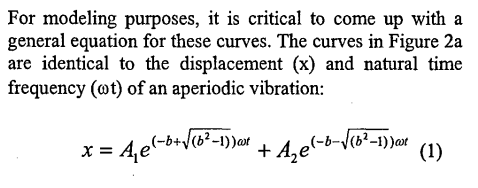 For modeling purposes, it is critical to come up with a
general equation for these curves. The curves in Figure 2a
are identical to the displacement (x) and natural time
frequency (ωt) of an aperiodic vibration:
x = A₁e^(-b+√(b²-1))ωt + A₂e^(-b-√(b²-1))ωt (1)